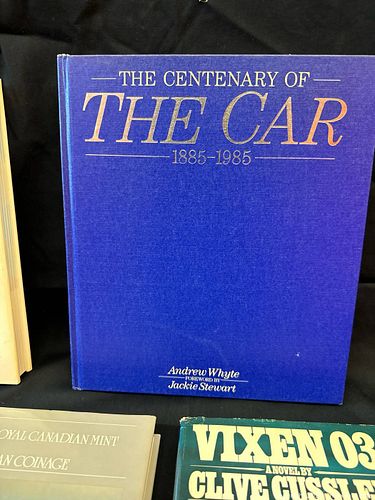 THE CENTENARY OF
THE CAR
1885-1985
Andrew Whyte
FOREWORD BY
Jackie Stewart
ROYAL CANADIAN MINT
AN COINAGE
VIXEN 03
A NOVEL BY
CLIVE CUSSLE